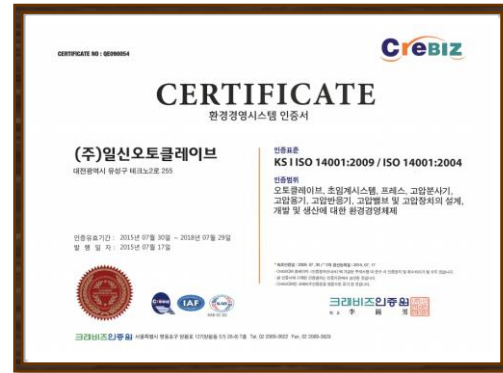 CERTIFICATE NO : QE090854
CreBIZ
CERTIFICATE
환경경영시스템 인증서
(주)일신오토클레이브
대전광역시 유성구 테크노2로 255
인증유효기간 : 2015년 07월 30일 ~ 2018년 07월 29일
발 행 일 자 : 2015년 07월 17일
인증표준
KS I ISO 14001:2009 / ISO 14001:2004
인증범위
오토클레이브, 초임계시스템, 프레스, 고압분사기,
고압용기, 고압반응기, 고압밸브 및 고압장치의 설계,
개발 및 생산에 대한 환경경영체제
IAF
크레비즈인증원
크레비즈인증원